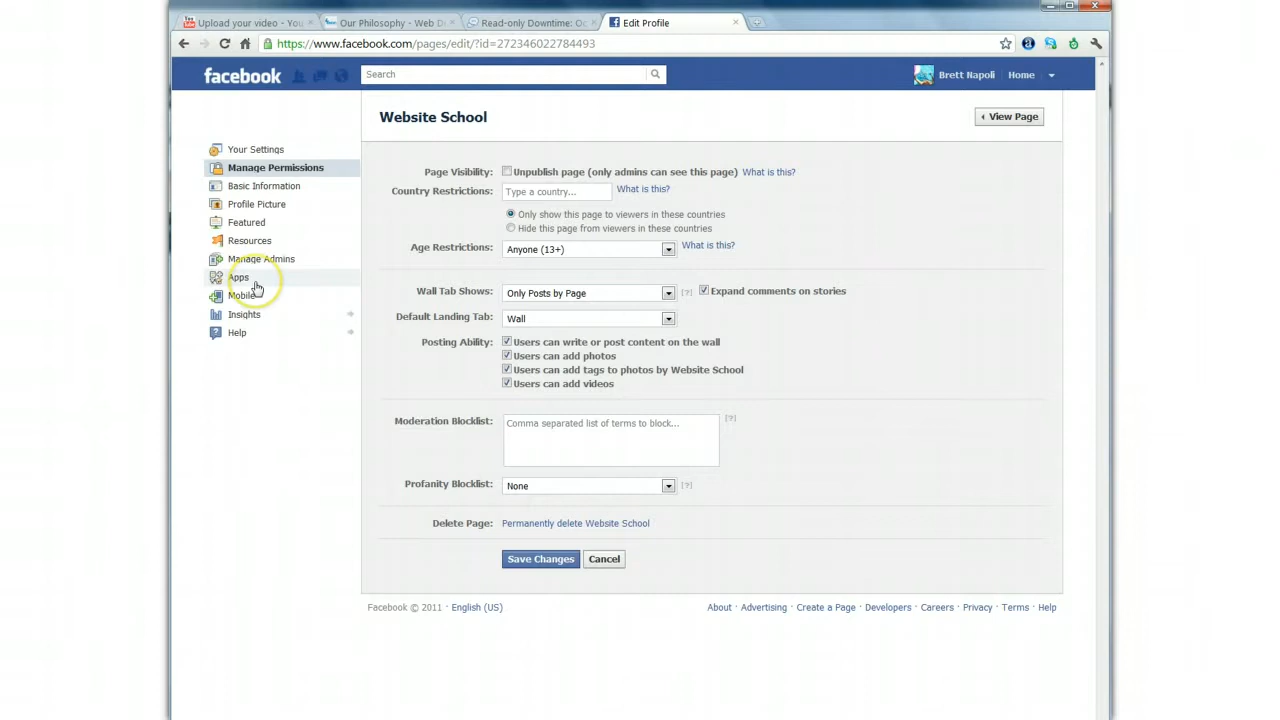 Upload your video - You
Our Philosophy - Web De
Read-only Downtime: Oc
Edit Profile
https://www.facebook.com/pages/edit/?id=272346022784493
facebook
Search
Brett Napoli
Home
Website School
View Page
Your Settings
Manage Permissions
Basic Information
Profile Picture
Featured
Resources
Manage Admins
Apps
Mobile
Insights
Help
Page Visibility: Unpublish page (only admins can see this page) What is this?
Country Restrictions: Type a country... What is this?
Only show this page to viewers in these countries
Hide this page from viewers in these countries
Age Restrictions: Anyone (13+) What is this?
Wall Tab Shows: Only Posts by Page [?] Expand comments on stories
Default Landing Tab: Wall
Posting Ability: Users can write or post content on the wall
Users can add photos
Users can add tags to photos by Website School
Users can add videos
Moderation Blocklist: Comma separated list of terms to block... [?]
Profanity Blocklist: None [?]
Delete Page: Permanently delete Website School
Save Changes Cancel
Facebook © 2011 · English (US)
About · Advertising · Create a Page · Developers · Careers · Privacy · Terms · Help